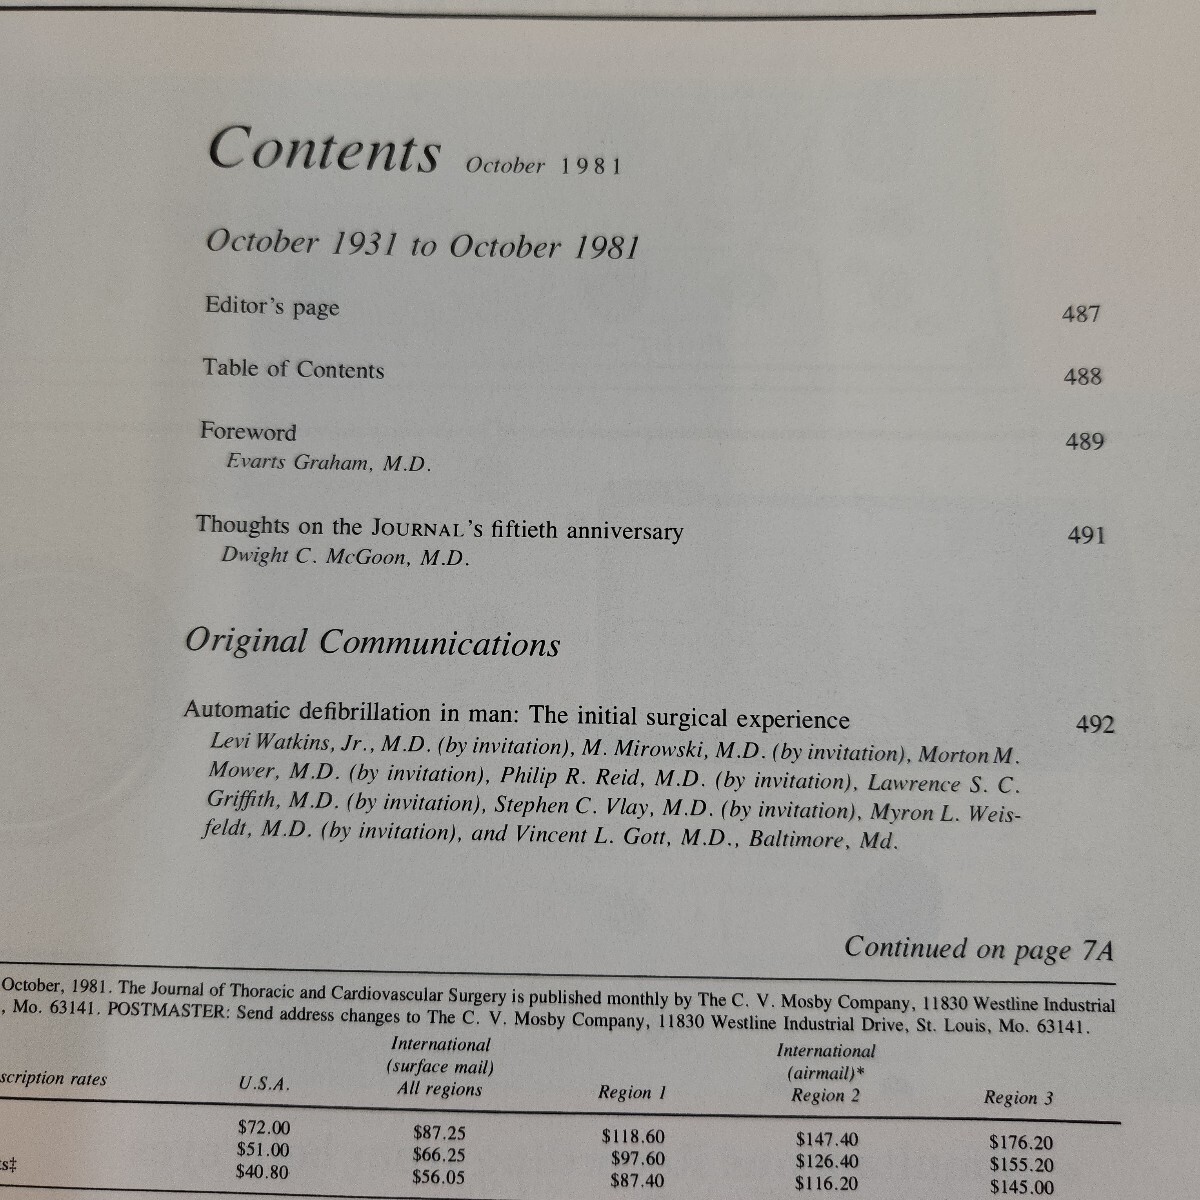 Contents October 1981
October 1931 to October 1981
Editor's page 487
Table of Contents 488
Foreword 489
Evarts Graham, M.D.
Thoughts on the JOURNAL's fiftieth anniversary 491
Dwight C. McGoon, M.D.
Original Communications
Automatic defibrillation in man: The initial surgical experience 492
Levi Watkins, Jr., M.D. (by invitation), M. Mirowski, M.D. (by invitation), Morton M.
Mower, M.D. (by invitation), Philip R. Reid, M.D. (by invitation), Lawrence S. C.
Griffith, M.D. (by invitation), Stephen C. Vlay, M.D. (by invitation), Myron L. Weis-
feldt, M.D. (by invitation), and Vincent L. Gott, M.D., Baltimore, Md.
Continued on page 7A
October, 1981. The Journal of Thoracic and Cardiovascular Surgery is published monthly by The C. V. Mosby Company, 11830 Westline Industrial
, Mo. 63141. POSTMASTER: Send address changes to The C. V. Mosby Company, 11830 Westline Industrial Drive, St. Louis, Mo. 63141.
International International
(surface mail) (airmail)*
scription rates U.S.A. All regions Region 1 Region 2 Region 3
$72.00 $87.25 $118.60 $147.40 $176.20
$51.00 $66.25 $97.60 $126.40 $155.20
ts‡ $40.80 $56.05 $87.40 $116.20 $145.00